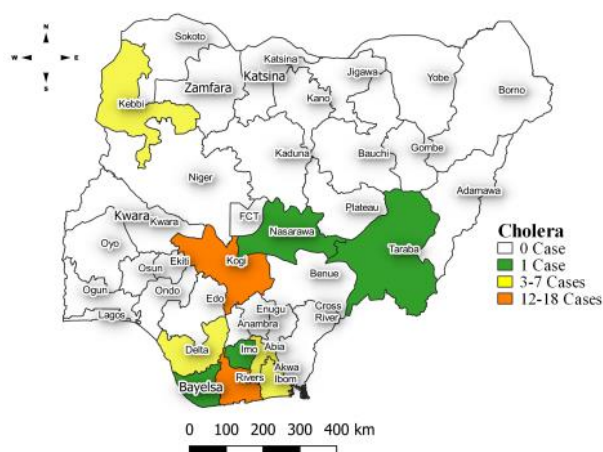 N
W E
S
Sokoto
Katsina
Katsina
Jigawa
Yobe
Borno
Zamfara
Kano
Kebbi
Kaduna
Bauchi
Gombe
Niger
Adamawa
Plateau
FCT
Nasarawa
Taraba
Kwara
Kwara
Oyo
Kogi
Benue
Ekiti
Osun
Ogun
Ondo
Edo
Lagos
Enugu
Anambra
Cross
River
Delta
Imo
Abia
Akwa
Ibom
Rivers
Bayelsa
Cholera
0 Case
1 Case
3-7 Cases
12-18 Cases
0 100 200 300 400 km